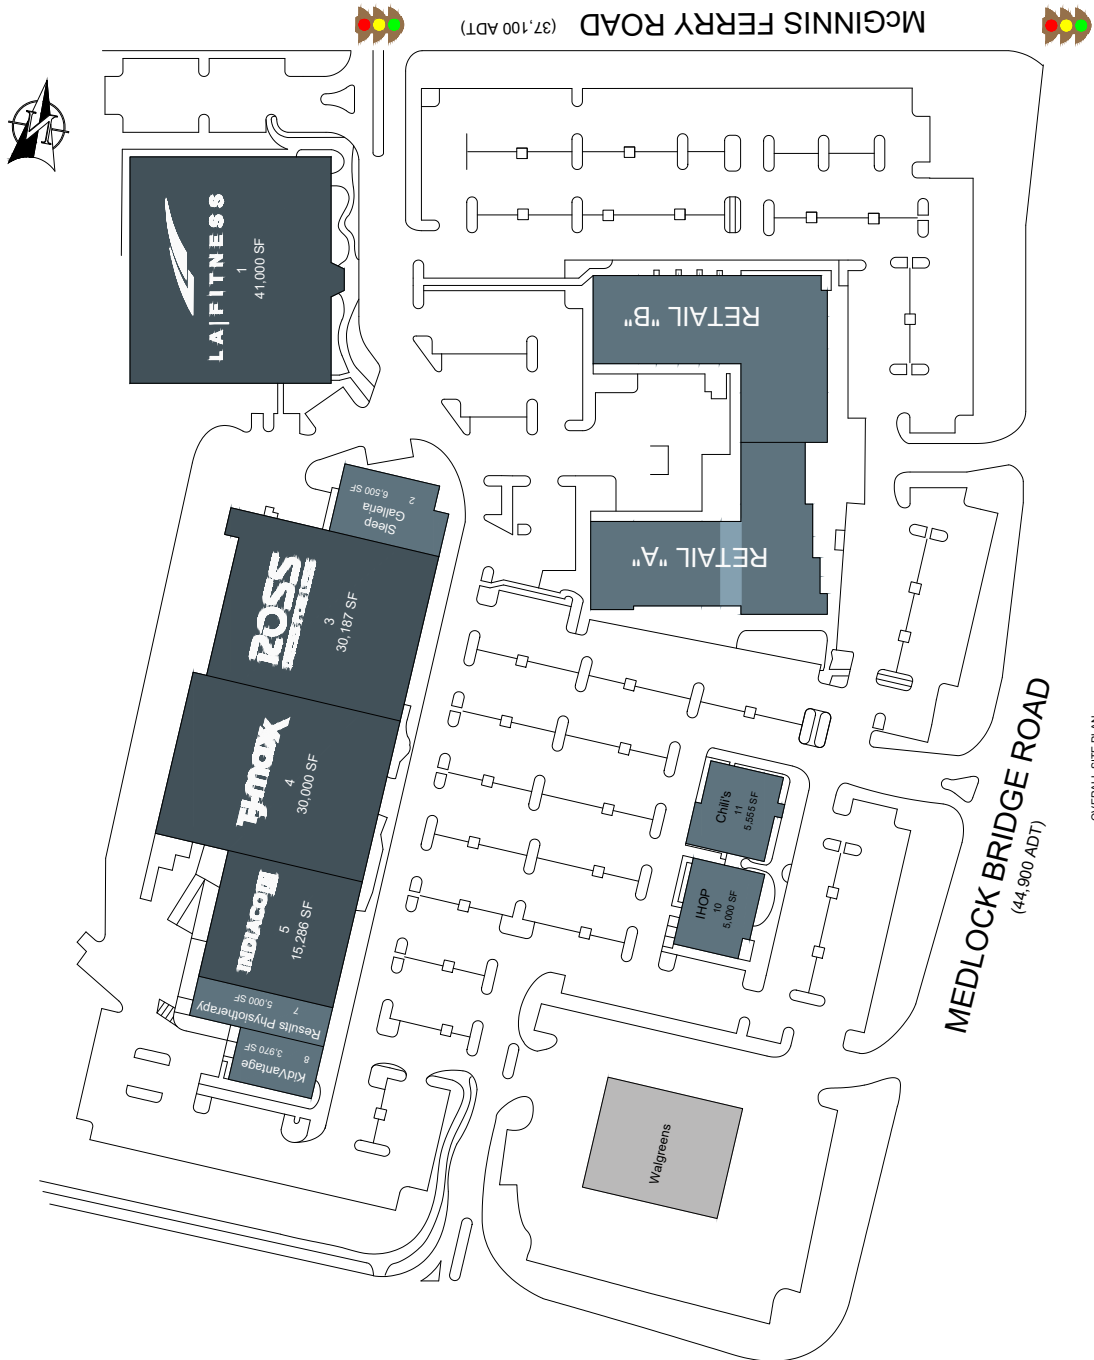 McGINNIS FERRY ROAD
(37,100 ADT)
LA|FITNESS
1
41,000 SF
RETAIL "B"
Sleep
Galleria
2
6,500 SF
ROSS
3
30,187 SF
RETAIL "A"
T.J.maxx
4
30,000 SF
Chili's
11
5,555 SF
MEDLOCK BRIDGE ROAD
(44,900 ADT)
OVERALL SITE PLAN
5
15,286 SF
IHOP
10
5,000 SF
Results Physiotherapy
7
5,000 SF
KidVantage
8
3,970 SF
Walgreens